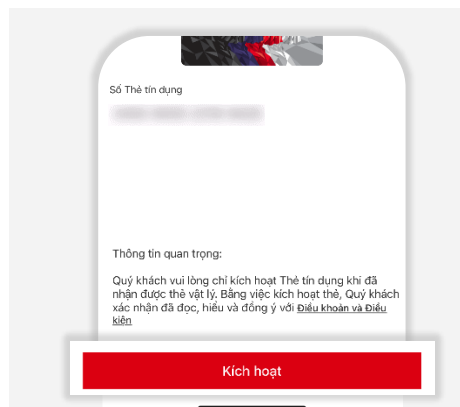 Số Thẻ tín dụng
Thông tin quan trọng:
Quý khách vui lòng chỉ kích hoạt Thẻ tín dụng khi đã
nhận được thẻ vật lý. Bằng việc kích hoạt thẻ, Quý khách
xác nhận đã đọc, hiểu và đồng ý với Điều khoản và Điều
kiện
Kích hoạt